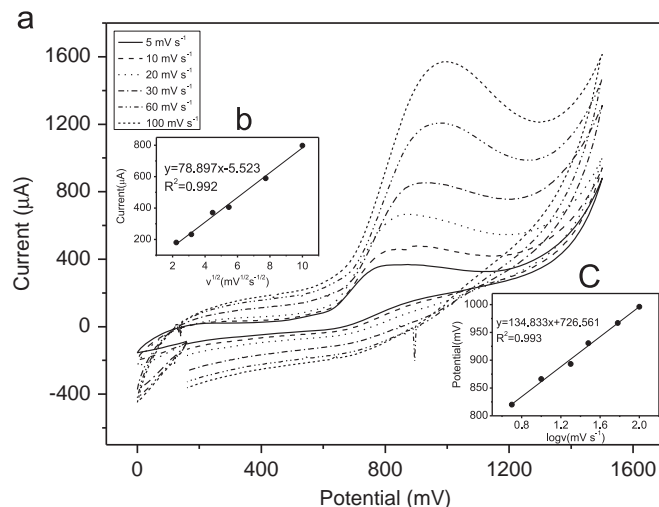 a
5 mV s⁻¹
10 mV s⁻¹
20 mV s⁻¹
30 mV s⁻¹
60 mV s⁻¹
100 mV s⁻¹
1600
1200
800
400
0
-400
Current (μA)
0
400
800
1200
1600
Potential (mV)
b
800
600
400
200
Current(μA)
y=78.897x-5.523
R²=0.992
2
4
6
8
10
v^1/2(mV^1/2s^-1/2)
C
1000
950
900
850
800
Potential(mV)
y=134.833x+726.561
R²=0.993
0.8
1.2
1.6
2.0
logv(mV s⁻¹)